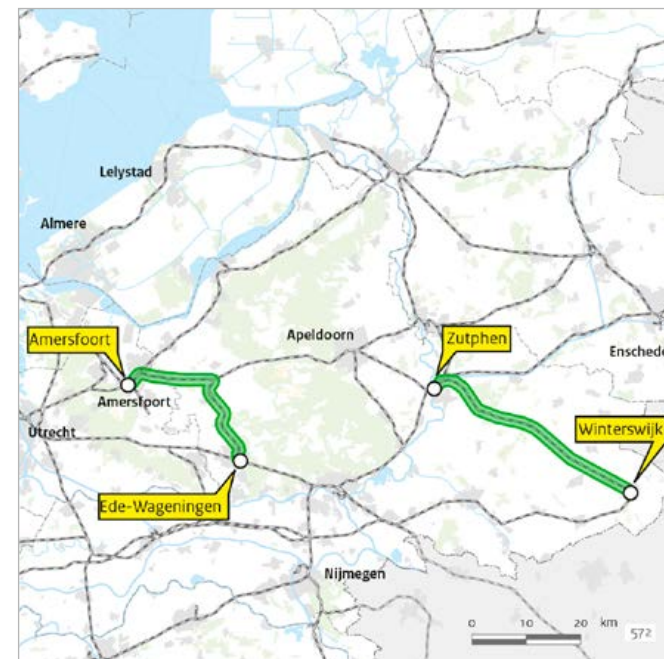 Lelystad
Almere
Amersfoort
Apeldoorn
Zutphen
Enschede
Amersfoort
Utrecht
Winterswijk
Ede-Wageningen
Nijmegen
0 10 20 km
572